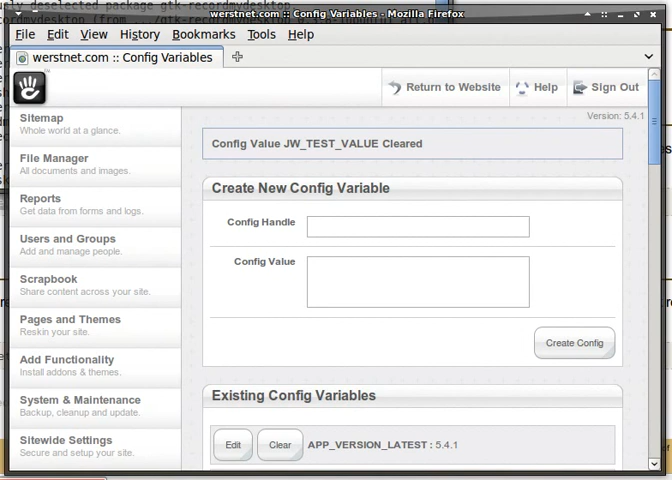 urly deselected package gtk-recordmydesktop
werstnet.com :: Config Variables - Mozilla Firefox
File Edit View History Bookmarks Tools Help
werstnet.com :: Config Variables
Return to Website
Help
Sign Out
Version: 5.4.1
Sitemap
Whole world at a glance.
File Manager
All documents and images.
Reports
Get data from forms and logs.
Users and Groups
Add and manage people.
Scrapbook
Share content across your site.
Pages and Themes
Reskin your site.
Add Functionality
Install addons & themes.
System & Maintenance
Backup, cleanup and update.
Sitewide Settings
Secure and setup your site.
Config Value JW_TEST_VALUE Cleared
Create New Config Variable
Config Handle
Config Value
Create Config
Existing Config Variables
Edit
Clear
APP_VERSION_LATEST : 5.4.1